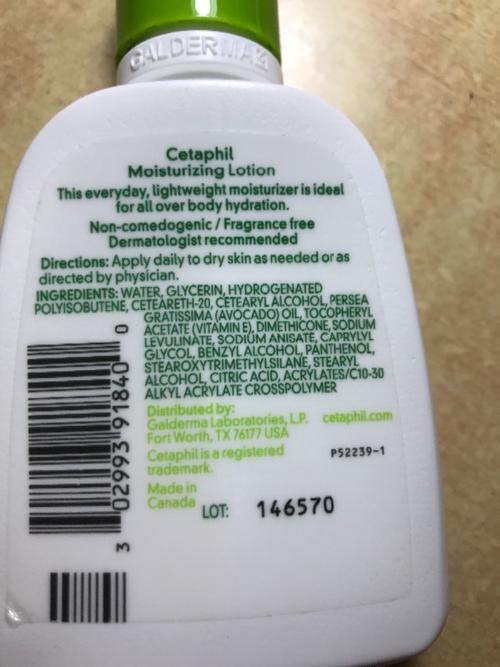 GALDERMA
Cetaphil
Moisturizing Lotion
This everyday, lightweight moisturizer is ideal
for all over body hydration.
Non-comedogenic / Fragrance free
Dermatologist recommended
Directions: Apply daily to dry skin as needed or as
directed by physician.
INGREDIENTS: WATER, GLYCERIN, HYDROGENATED
POLYISOBUTENE, CETEARETH-20, CETEARYL ALCOHOL, PERSEA
GRATISSIMA (AVOCADO) OIL, TOCOPHERYL
ACETATE (VITAMIN E), DIMETHICONE, SODIUM
LEVULINATE, SODIUM ANISATE, CAPRYLYL
GLYCOL, BENZYL ALCOHOL, PANTHENOL,
STEAROXYTRIMETHYLSILANE, STEARYL
ALCOHOL, CITRIC ACID, ACRYLATES/C10-30
ALKYL ACRYLATE CROSSPOLYMER
3 02993 91840 0
Distributed by:
Galderma Laboratories, L.P. cetaphil.com
Fort Worth, TX 76177 USA
Cetaphil is a registered
trademark.
P52239-1
Made in
Canada
LOT: 146570